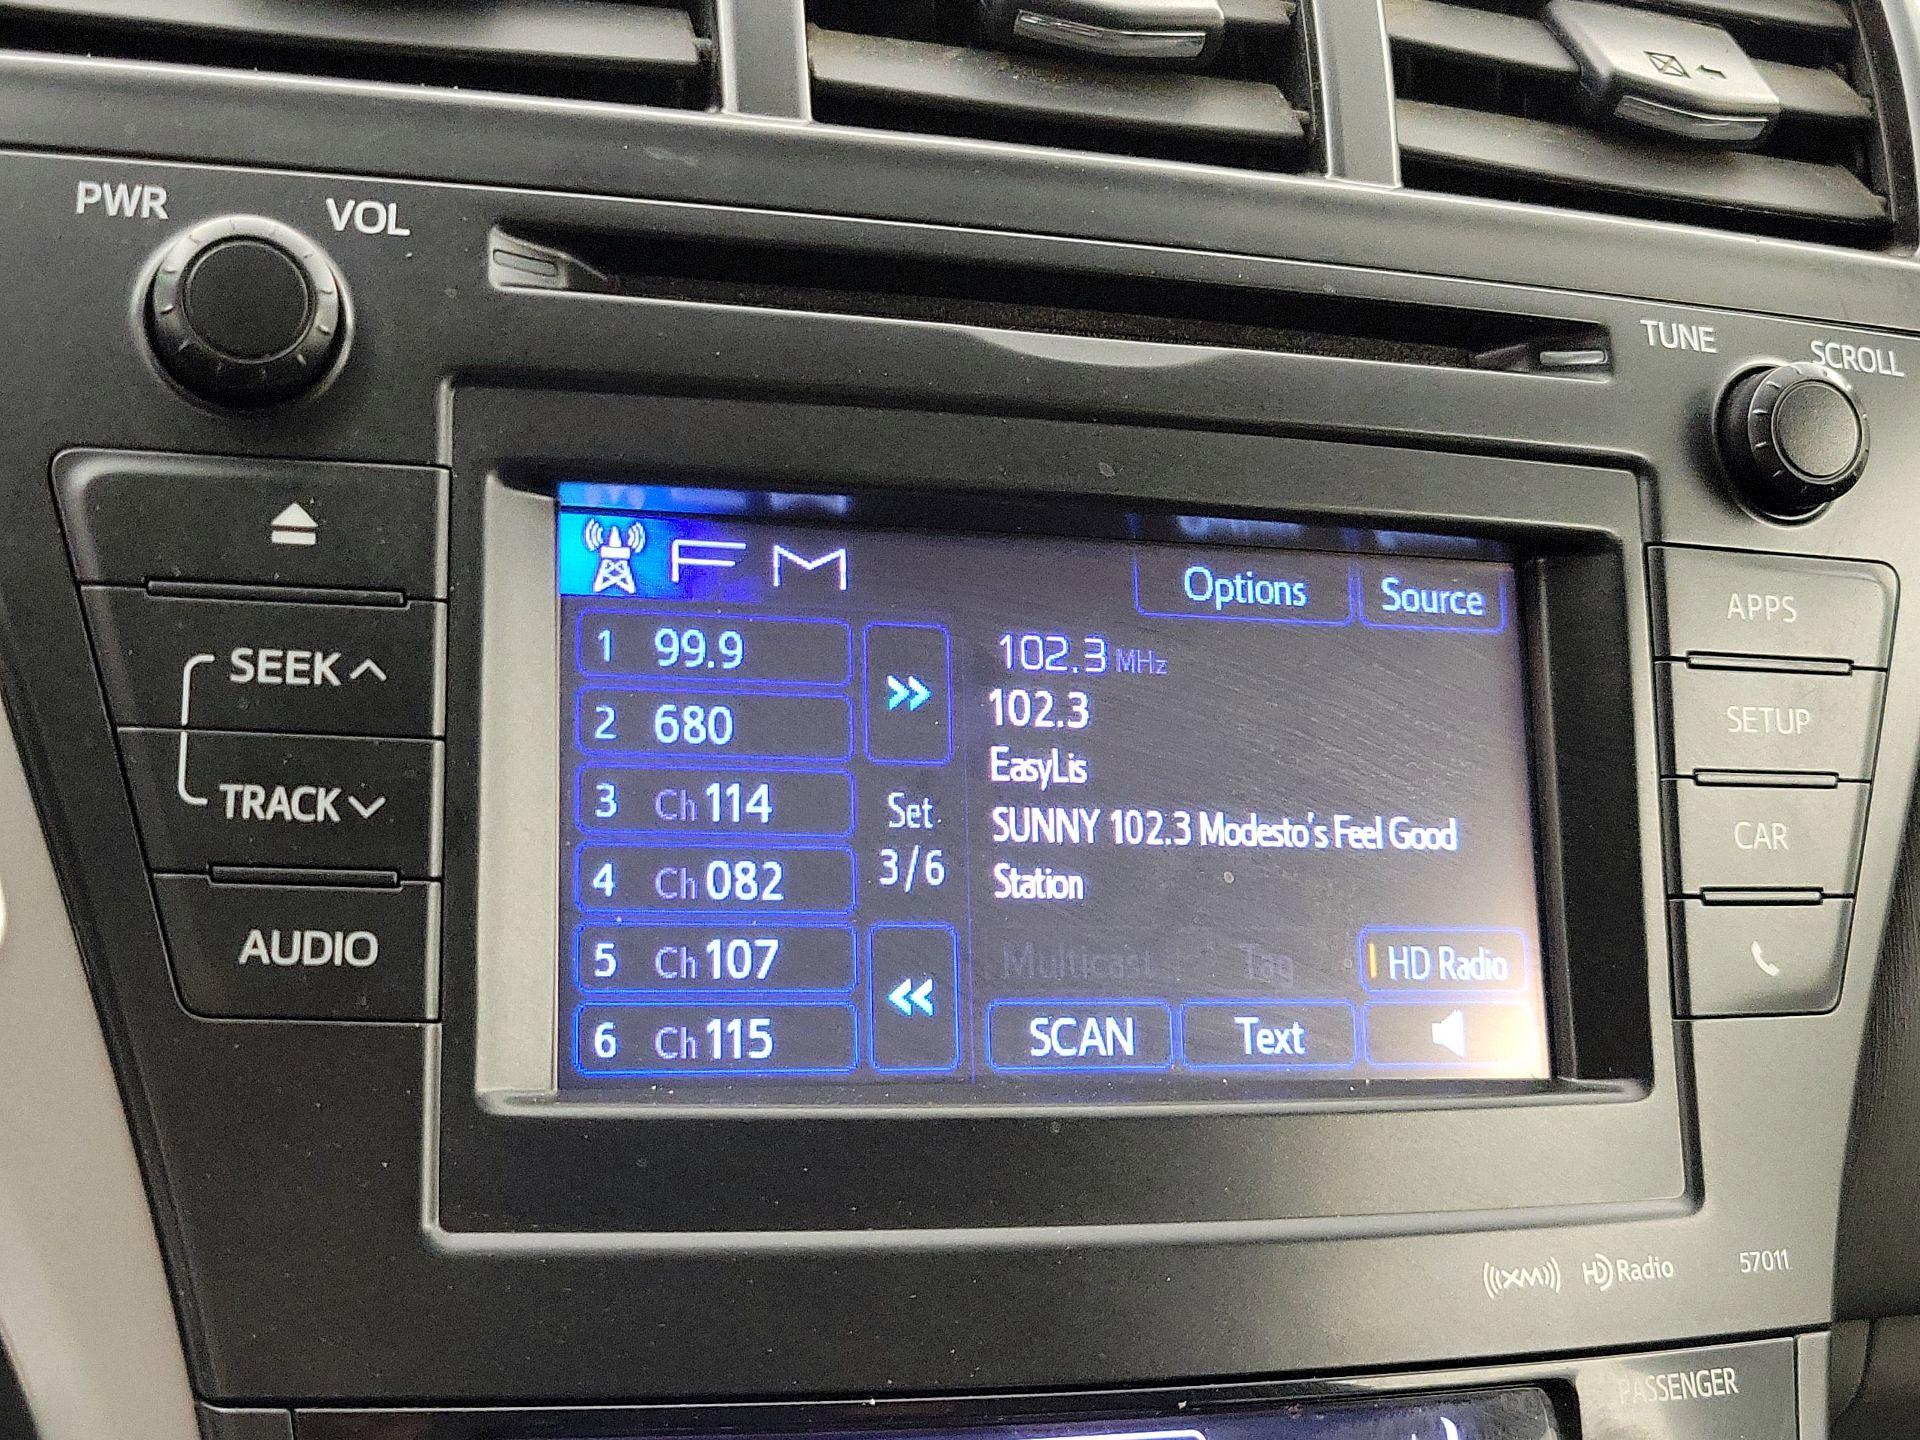 PWR VOL
TUNE SCROLL
FM
Options Source
1 99.9
2 680
3 Ch 114
4 Ch 082
5 Ch 107
6 Ch 115
Set
3/6
102.3 MHz
102.3
EasyLis
SUNNY 102.3 Modesto's Feel Good
Station
Multicast Tag HD Radio
SCAN Text
SEEK
TRACK
AUDIO
APPS
SETUP
CAR
((XM)) HD Radio 57011
PASSENGER